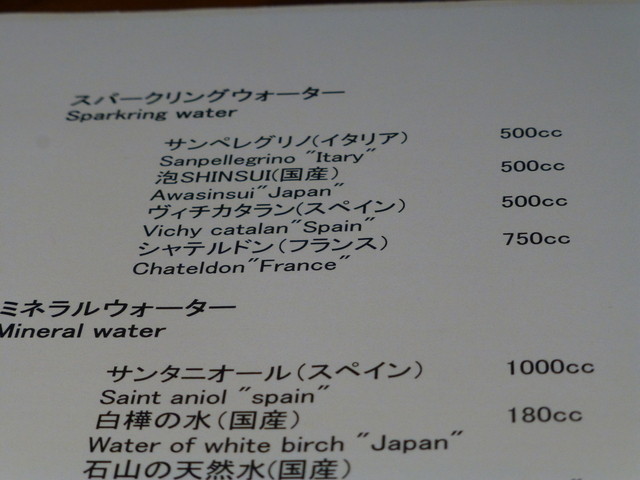 スパークリングウォーター
Sparkring water
サンペレグリノ(イタリア) 500cc
Sanpellegrino "Itary"
泡SHINSUI(国産) 500cc
Awasinsui"Japan"
ヴィチカタラン(スペイン) 500cc
Vichy catalan"Spain"
シャテルドン(フランス) 750cc
Chateldon"France"
ミネラルウォーター
Mineral water
サンタニオール(スペイン) 1000cc
Saint aniol "spain"
白樺の水(国産) 180cc
Water of white birch "Japan"
石山の天然水(国産)